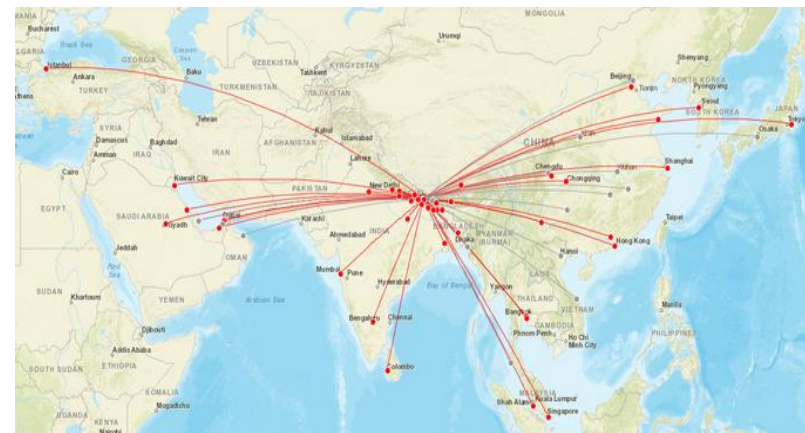 MONGOLIA
Bucharest
Black Sea
Urumqi
Shenyang
GEORGIA
UZBEKISTAN
KYRGYZSTAN
Istanbul
Ankara
Baku
Tashkent
Beijing
Tianjin
NORTH KOREA
Pyongyang
TURKEY
TURKMENISTAN
TAJIKISTAN
Seoul
SOUTH KOREA
JAPAN
Tokyo
Osaka
Tehran
SYRIA
Damascus
Baghdad
Kabul
Islamabad
CHINA
Amman
IRAQ
IRAN
AFGHANISTAN
Lahore
Cairo
Kuwait City
PAKISTAN
New Delhi
Chengdu
Chongqing
Wuhan
Shanghai
EGYPT
SAUDI ARABIA
Riyadh
Dubai
Karachi
Ahmedabad
INDIA
BANGLADESH
Dhaka
MYANMAR
(BURMA)
Taipei
Jeddah
OMAN
Hanoi
Hong Kong
Red
Sea
Mumbai
Pune
Hyderabad
LAOS
SUDAN
Khartoum
YEMEN
Arabian Sea
Bay of Bengal
Yangon
THAILAND
VIETNAM
Manila
Djibouti
Bengaluru
Chennai
Bangkok
CAMBODIA
Phnom Penh
Ho Chi
Minh City
PHILIPPINES
Addis Ababa
ETHIOPIA
SOUTH SUDAN
Colombo
SOMALIA
MALAYSIA
Kuala Lumpur
Shah Alam
Singapore
Mogadishu
UGANDA
KENYA
Nairobi